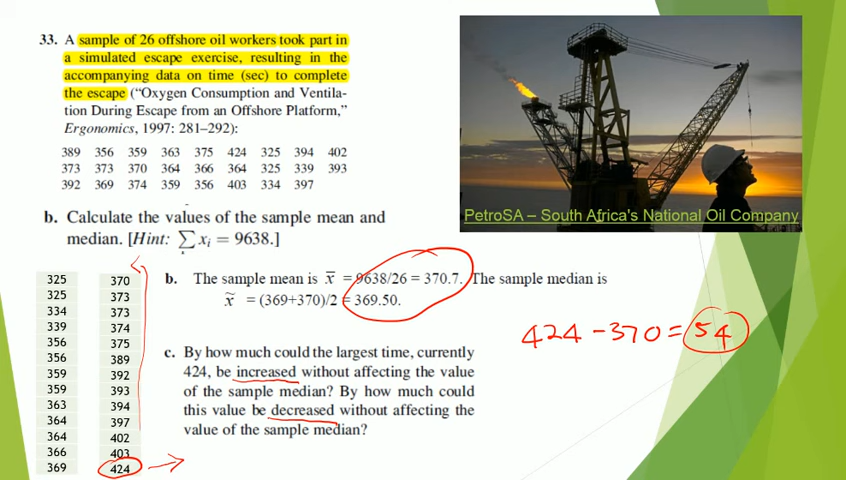 33. A sample of 26 offshore oil workers took part in
a simulated escape exercise, resulting in the
accompanying data on time (sec) to complete
the escape (“Oxygen Consumption and Ventila-
tion During Escape from an Offshore Platform,”
Ergonomics, 1997: 281–292):
389 356 359 363 375 424 325 394 402
373 373 370 364 366 364 325 339 393
392 369 374 359 356 403 334 397
PetroSA – South Africa's National Oil Company
b. Calculate the values of the sample mean and
median. [Hint: ∑ xᵢ = 9638.]
325 370
325 373
334 373
339 374
356 375
356 389
359 392
359 393
363 394
364 397
364 402
366 403
369 424
b. The sample mean is x̄ = 9638/26 = 370.7. The sample median is
x̃ = (369+370)/2 = 369.50.
424 - 370 = 54
c. By how much could the largest time, currently
424, be increased without affecting the value
of the sample median? By how much could
this value be decreased without affecting the
value of the sample median?